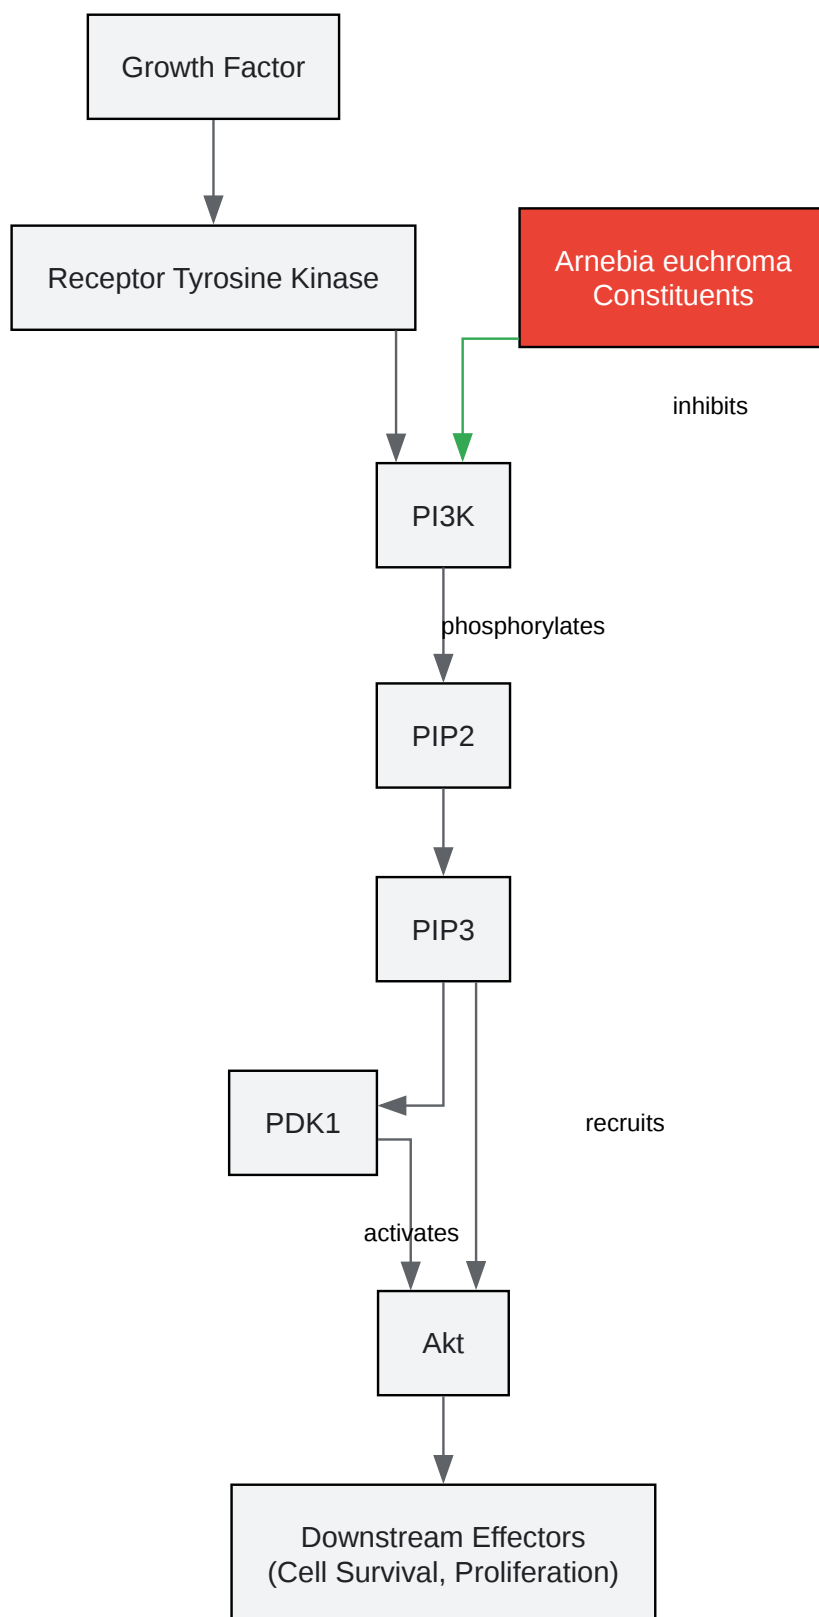 Growth Factor
Receptor Tyrosine Kinase
Arnebia euchroma
Constituents
inhibits
PI3K
phosphorylates
PIP2
PIP3
PDK1
recruits
activates
Akt
Downstream Effectors
(Cell Survival, Proliferation)